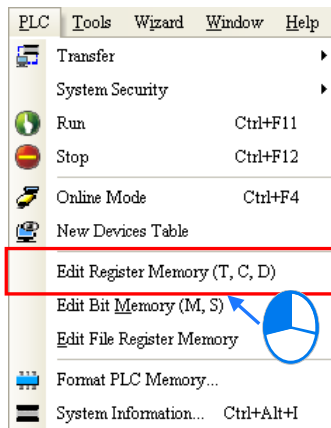 PLC Tools Wizard Window Help
Transfer
System Security
Run Ctrl+F11
Stop Ctrl+F12
Online Mode Ctrl+F4
New Devices Table
Edit Register Memory (T, C, D)
Edit Bit Memory (M, S)
Edit File Register Memory
Format PLC Memory...
System Information... Ctrl+Alt+I